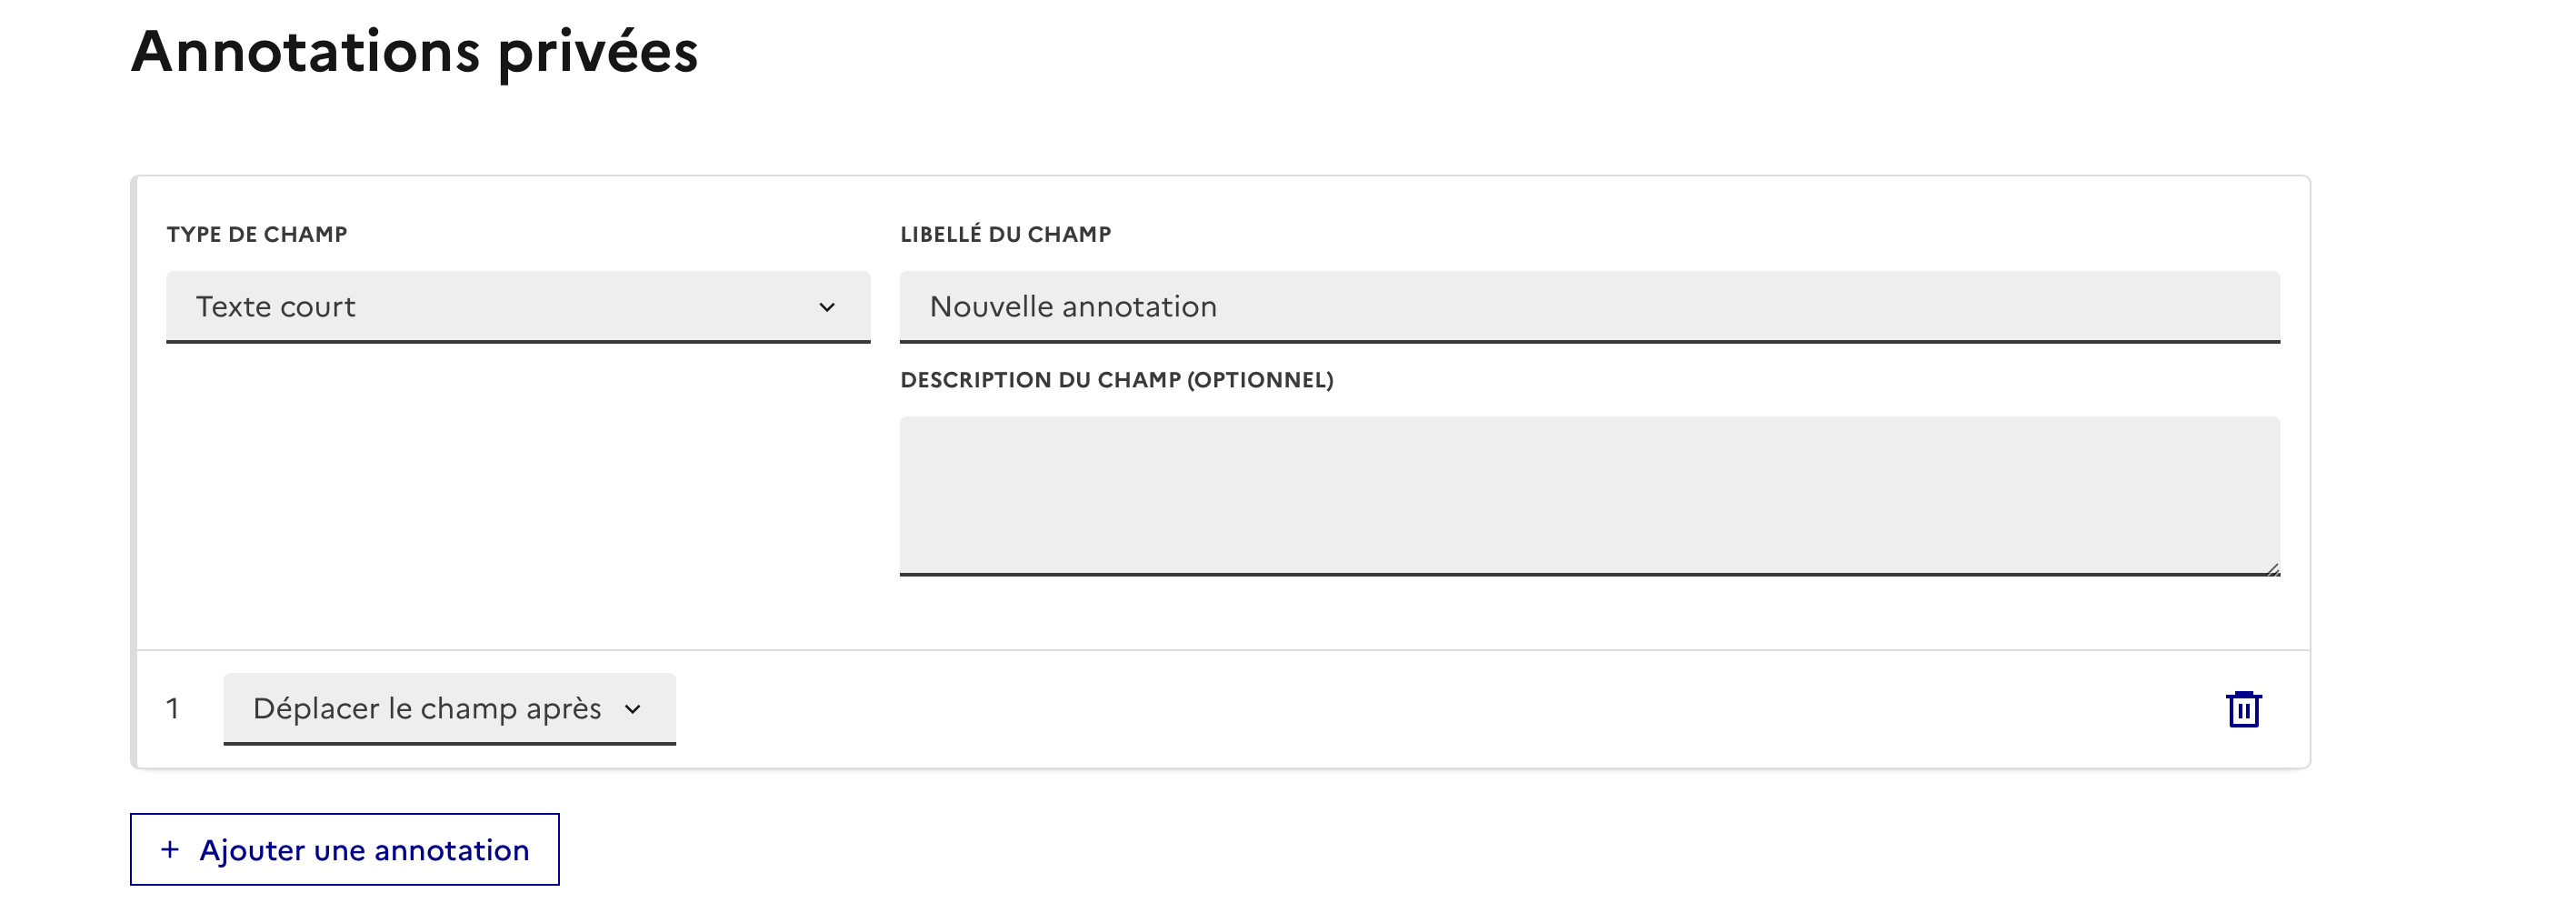 Annotations privées
TYPE DE CHAMP
LIBELLÉ DU CHAMP
Texte court
Nouvelle annotation
DESCRIPTION DU CHAMP (OPTIONNEL)
1
Déplacer le champ après
+ Ajouter une annotation